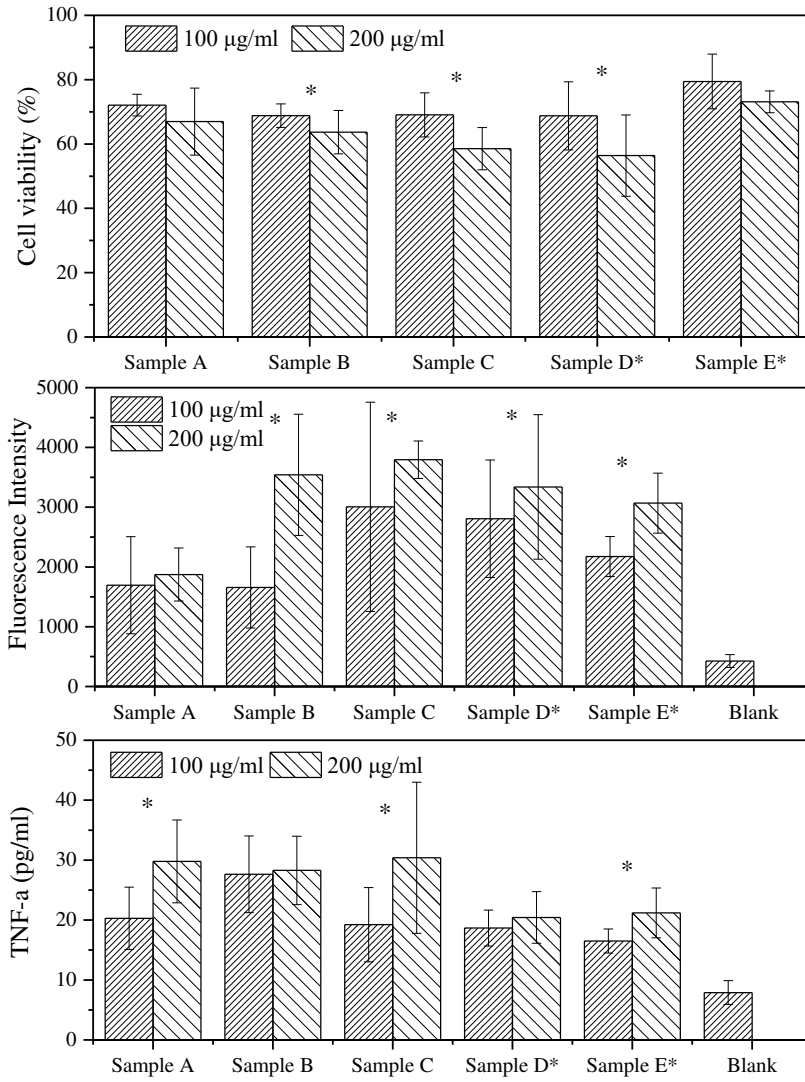 100
80
60
40
20
0
Cell viability (%)
100 μg/ml 200 μg/ml
* * *
Sample A Sample B Sample C Sample D* Sample E*
5000
4000
3000
2000
1000
0
Fluorescence Intensity
100 μg/ml
200 μg/ml
* * * *
Sample A Sample B Sample C Sample D* Sample E* Blank
50
40
30
20
10
0
TNF-a (pg/ml)
100 μg/ml 200 μg/ml
* * *
Sample A Sample B Sample C Sample D* Sample E* Blank